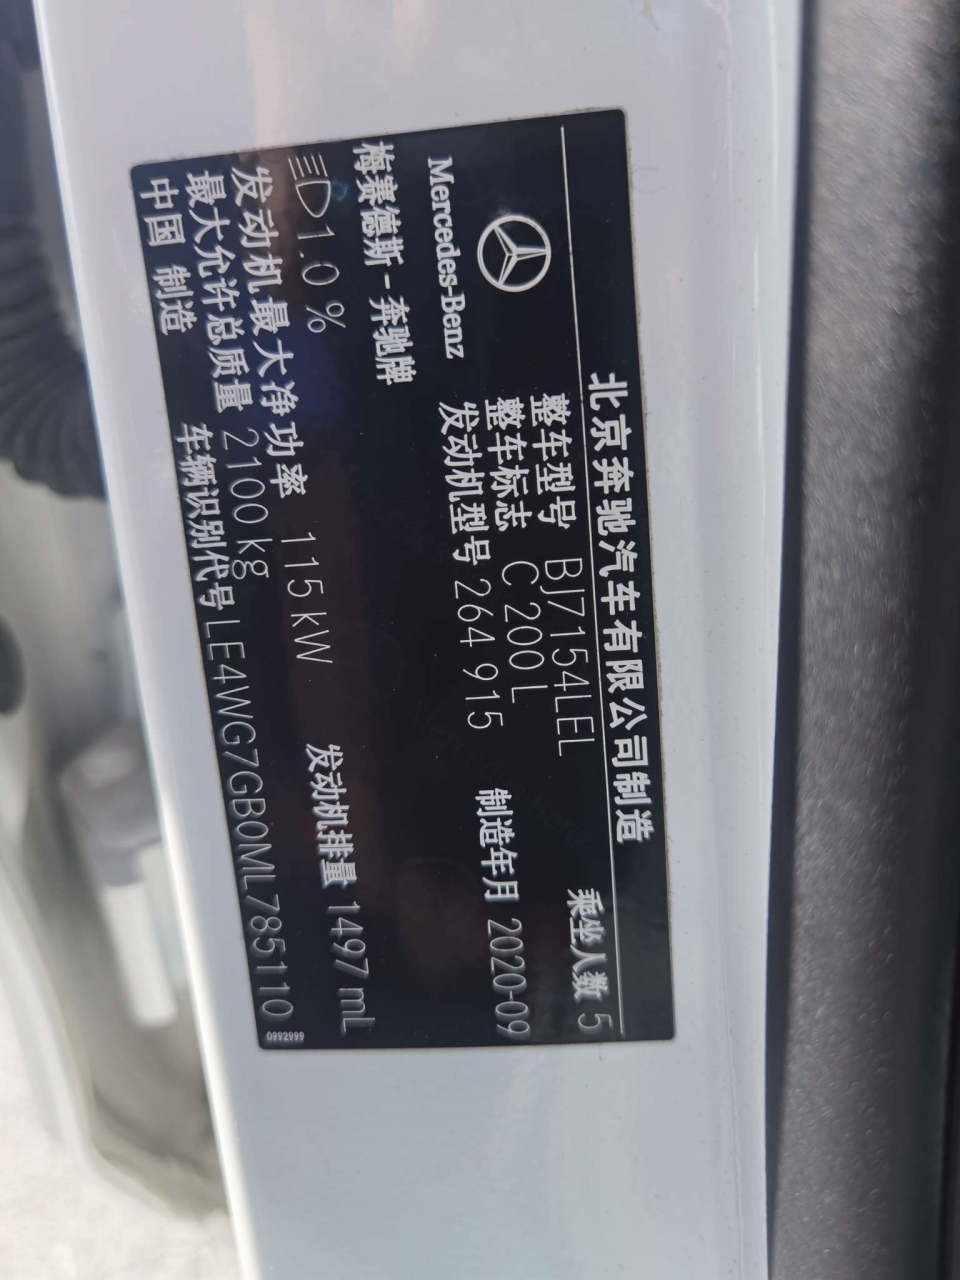 北京奔驰汽车有限公司制造
Mercedes-Benz
梅赛德斯-奔驰牌
整车型号 BJ7154LEL
乘坐人数 5
整车标志 C 200 L
发动机型号 264 915
制造年月 2020-09
1.0 %
发动机最大净功率 115 kW
发动机排量 1497 mL
最大允许总质量 2100 kg
中国 制造
车辆识别代号 LE4WG7GB0ML785110
0992999